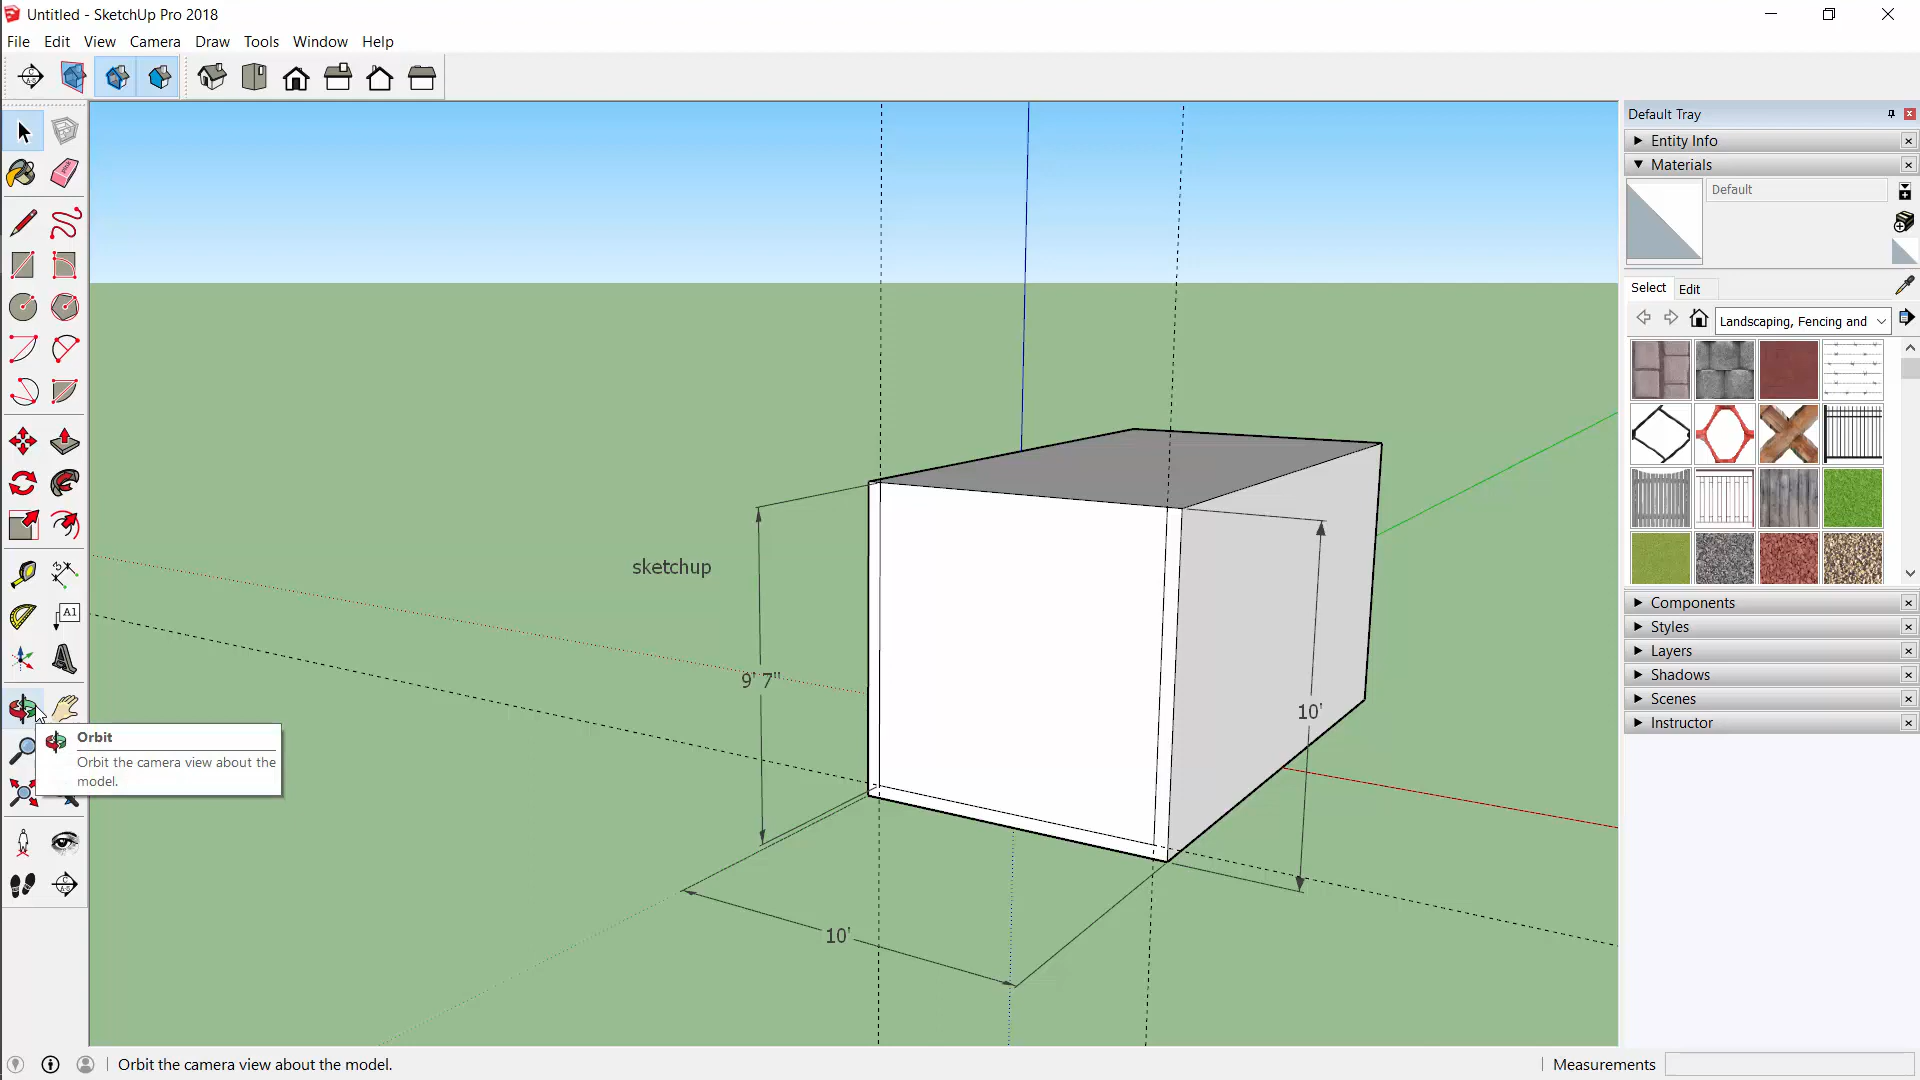 Untitled - SketchUp Pro 2018
File Edit View Camera Draw Tools Window Help
Default Tray
Entity Info
Materials
Default
Select Edit
Landscaping, Fencing and
sketchup
9' 7"
10'
10'
A1
Orbit
Orbit the camera view about the
model.
Components
Styles
Layers
Shadows
Scenes
Instructor
Orbit the camera view about the model.
Measurements